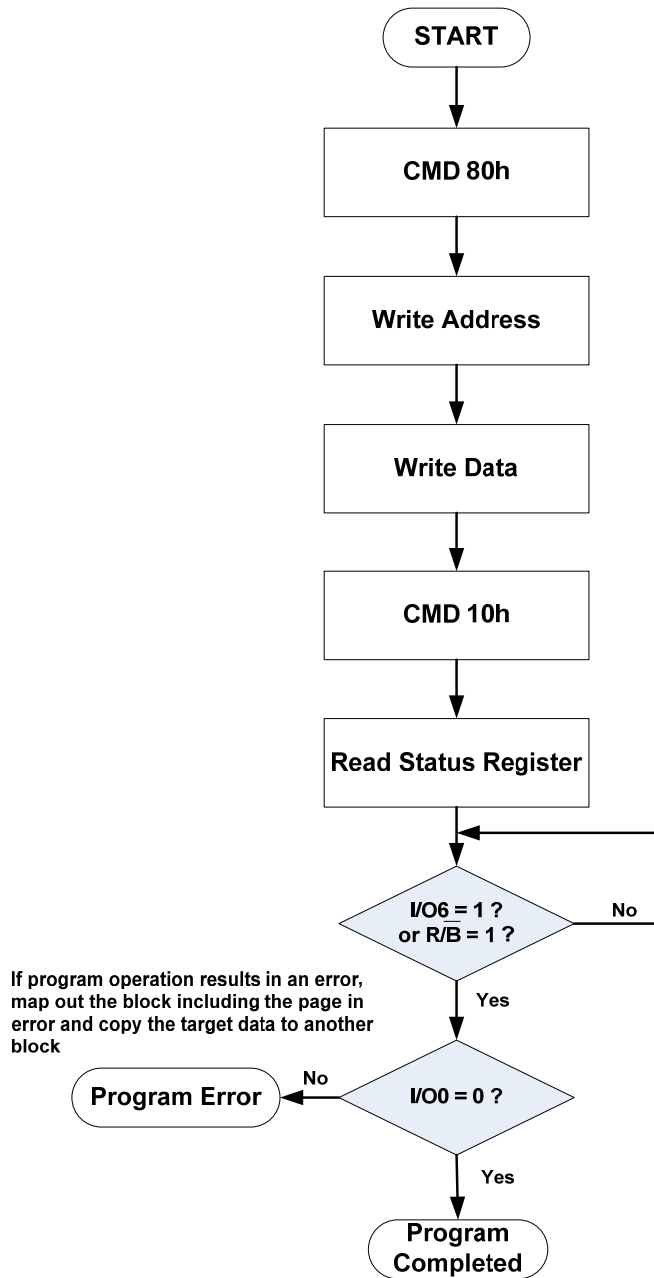 START
CMD 80h
Write Address
Write Data
CMD 10h
Read Status Register
I/O6 = 1 ?
or R/B̅ = 1 ?
No
If program operation results in an error,
map out the block including the page in
error and copy the target data to another
block
Yes
No
Program Error
I/O0 = 0 ?
Yes
Program
Completed